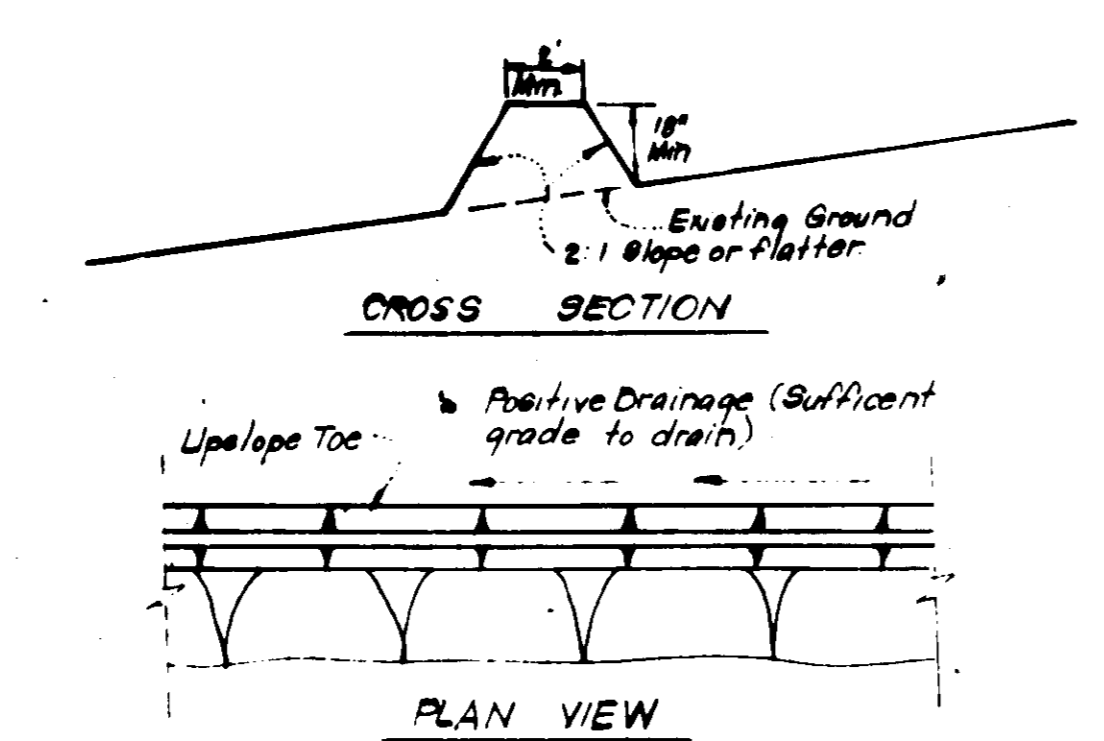 2'
Min.
18"
Min
Existing Ground
2:1 Slope or flatter.
CROSS SECTION
Positive Drainage (Sufficent
grade to drain)
Upslope Toe
PLAN VIEW